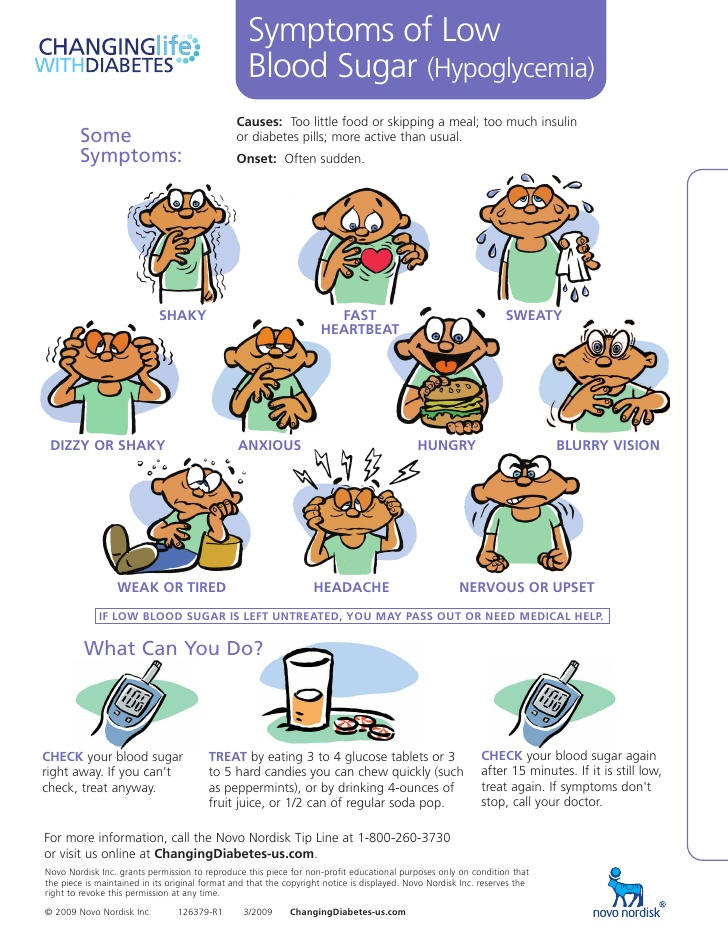 CHANGINGlife
WITHDIABETES
Symptoms of Low
Blood Sugar (Hypoglycemia)
Some
Symptoms:
Causes: Too little food or skipping a meal; too much insulin
or diabetes pills; more active than usual.
Onset: Often sudden.
SHAKY
FAST
HEARTBEAT
SWEATY
DIZZY OR SHAKY
ANXIOUS
HUNGRY
BLURRY VISION
WEAK OR TIRED
HEADACHE
NERVOUS OR UPSET
IF LOW BLOOD SUGAR IS LEFT UNTREATED, YOU MAY PASS OUT OR NEED MEDICAL HELP.
What Can You Do?
106
106
CHECK your blood sugar
right away. If you can't
check, treat anyway.
TREAT by eating 3 to 4 glucose tablets or 3
to 5 hard candies you can chew quickly (such
as peppermints), or by drinking 4-ounces of
fruit juice, or 1/2 can of regular soda pop.
CHECK your blood sugar again
after 15 minutes. If it is still low,
treat again. If symptoms don't
stop, call your doctor.
For more information, call the Novo Nordisk Tip Line at 1-800-260-3730
or visit us online at ChangingDiabetes-us.com.
Novo Nordisk Inc. grants permission to reproduce this piece for non-profit educational purposes only on condition that
the piece is maintained in its original format and that the copyright notice is displayed. Novo Nordisk Inc. reserves the
right to revoke this permission at any time.
© 2009 Novo Nordisk Inc. 126379-R1 3/2009 ChangingDiabetes-us.com
novo nordisk®